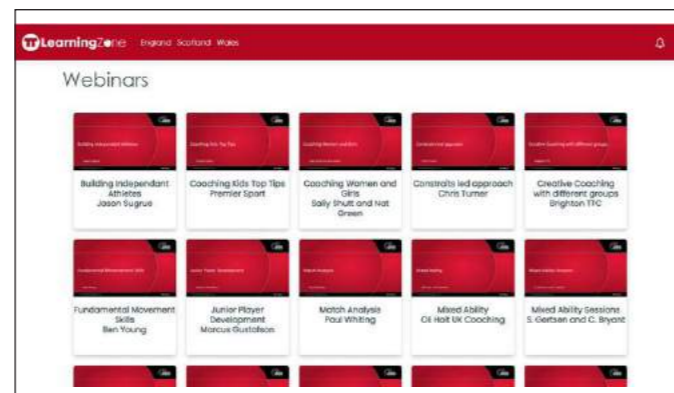 LearningZone England Scotland Wales
Webinars
Building Independant
Athletes
Jason Sugrue
Coaching Kids Top Tips
Premier Sport
Coaching Women and
Girls
Sally Shutt and Nat
Green
Constraits led approach
Chris Turner
Creative Coaching
with different groups
Brighton TTC
Fundamental Movement
Skills
Ben Young
Junior Player
Development
Marcus Gustafson
Match Analysis
Paul Whiting
Mixed Ability
Oli Holt UK Coaching
Mixed Ability Sessions
S. Gertsen and C. Bryant